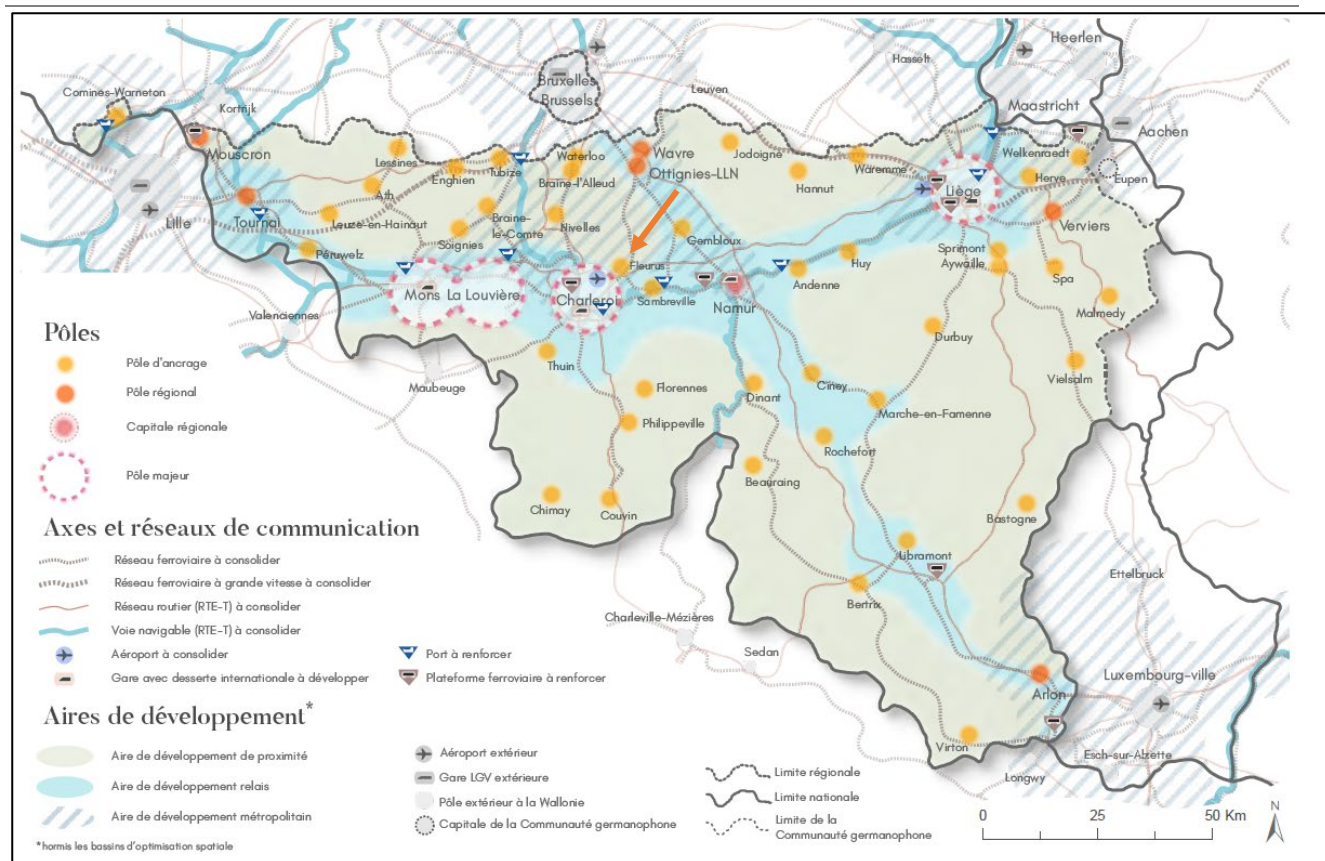 Heerlen
Hasselt
Bruxelles
Brussels
Leuven
Comines-Warneton
Kortrijk
Maastricht
Aachen
Mouscron
Lessines
Enghien
Tubize
Waterloo
Braine-l'Alleud
Wavre
Ottignies-LLN
Jodoigne
Hannut
Waremme
Liège
Welkenraedt
Herve
Eupen
Lille
Tournai
Ath
Leuze-en-Hainaut
Péruwelz
Soignies
Braine-
le-Comte
Nivelles
Gembloux
Fleurus
Sambreville
Namur
Andenne
Huy
Verviers
Sprimont
Aywaille
Spa
Malmedy
Valenciennes
Mons
La Louvière
Charleroi
Maubeuge
Thuin
Florennes
Philippeville
Dinant
Ciney
Durbuy
Marche-en-Famenne
Vielsalm
Rochefort
Beauraing
Chimay
Couvin
Bastogne
Libramont
Bertrix
Ettelbruck
Charleville-Mézières
Sedan
Arlon
Luxembourg-ville
Virton
Longwy
Esch-sur-Alzette
Pôles
Pôle d'ancrage
Pôle régional
Capitale régionale
Pôle majeur
Axes et réseaux de communication
Réseau ferroviaire à consolider
Réseau ferroviaire à grande vitesse à consolider
Réseau routier (RTE-T) à consolider
Voie navigable (RTE-T) à consolider
Aéroport à consolider
Gare avec desserte internationale à développer
Port à renforcer
Plateforme ferroviaire à renforcer
Aires de développement*
Aire de développement de proximité
Aire de développement relais
Aire de développement métropolitain
*hormis les bassins d'optimisation spatiale
Aéroport extérieur
Gare LGV extérieure
Pôle extérieur à la Wallonie
Capitale de la Communauté germanophone
Limite régionale
Limite nationale
Limite de la
Communauté germanophone
0 25 50 Km
N